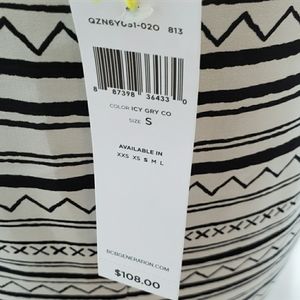 QZN6Y051-020 813
8 87398 36433 0
COLOR ICY GRY CO
SIZE S
AVAILABLE IN
XXS XS S M L
BCBGENERATION.COM
$108.00